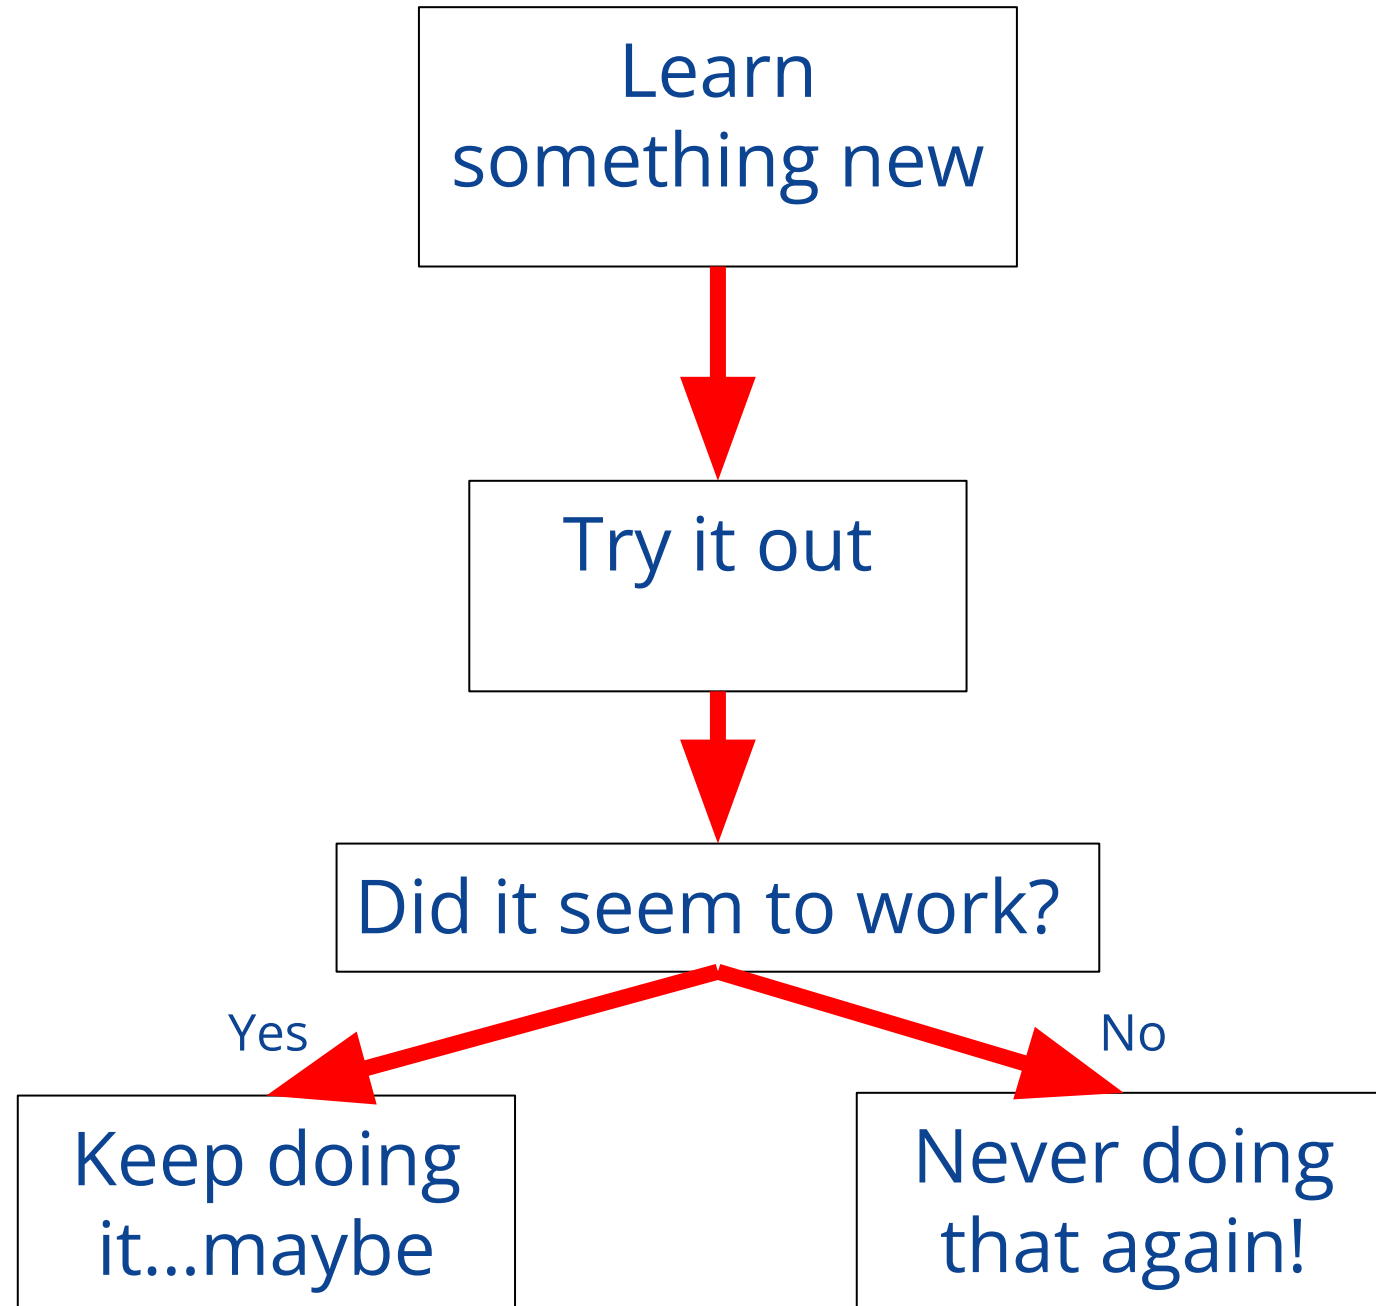 Learn
something new
Try it out
Did it seem to work?
Yes
No
Keep doing
it...maybe
Never doing
that again!